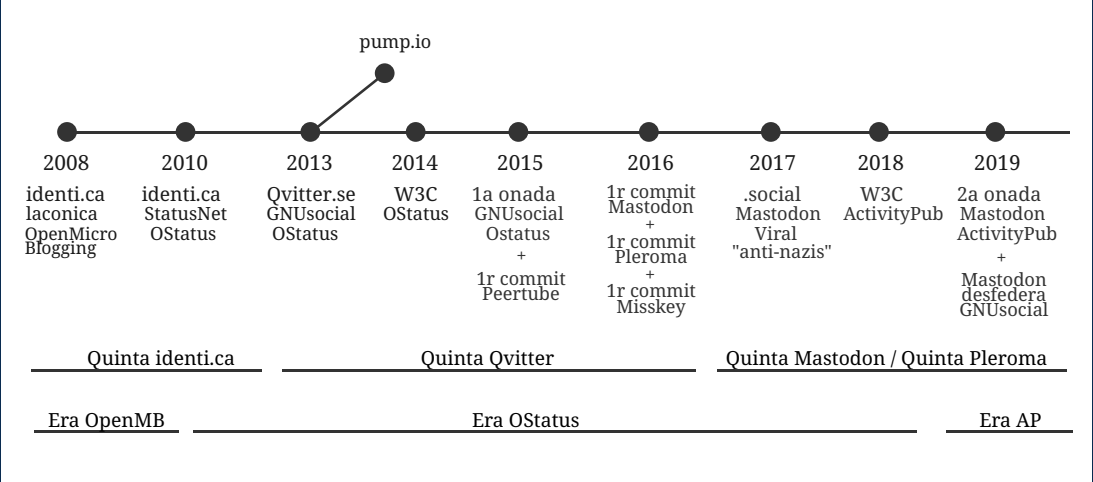 pump.io
2008
identi.ca
laconica
OpenMicro
Blogging
2010
identi.ca
StatusNet
OStatus
2013
Qvitter.se
GNUsocial
OStatus
2014
W3C
OStatus
2015
1a onada
GNUsocial
Ostatus
+
1r commit
Peertube
2016
1r commit
Mastodon
+
1r commit
Pleroma
+
1r commit
Misskey
2017
.social
Mastodon
Viral
"anti-nazis"
2018
W3C
ActivityPub
2019
2a onada
Mastodon
ActivityPub
+
Mastodon
desfedera
GNUsocial
Quinta identi.ca
Quinta Qvitter
Quinta Mastodon / Quinta Pleroma
Era OpenMB
Era OStatus
Era AP